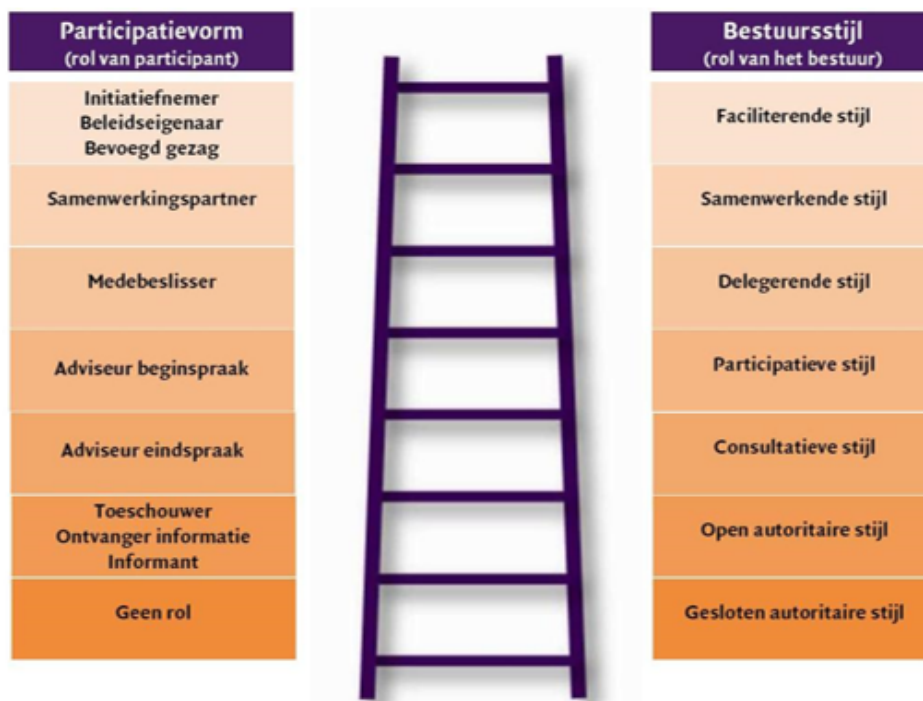 Participatievorm
(rol van participant)
Initiatiefnemer
Beleidseigenaar
Bevoegd gezag
Samenwerkingspartner
Medebeslisser
Adviseur beginspraak
Adviseur eindspraak
Toeschouwer
Ontvanger informatie
Informant
Geen rol
Bestuursstijl
(rol van het bestuur)
Faciliterende stijl
Samenwerkende stijl
Delegerende stijl
Participatieve stijl
Consultatieve stijl
Open autoritaire stijl
Gesloten autoritaire stijl